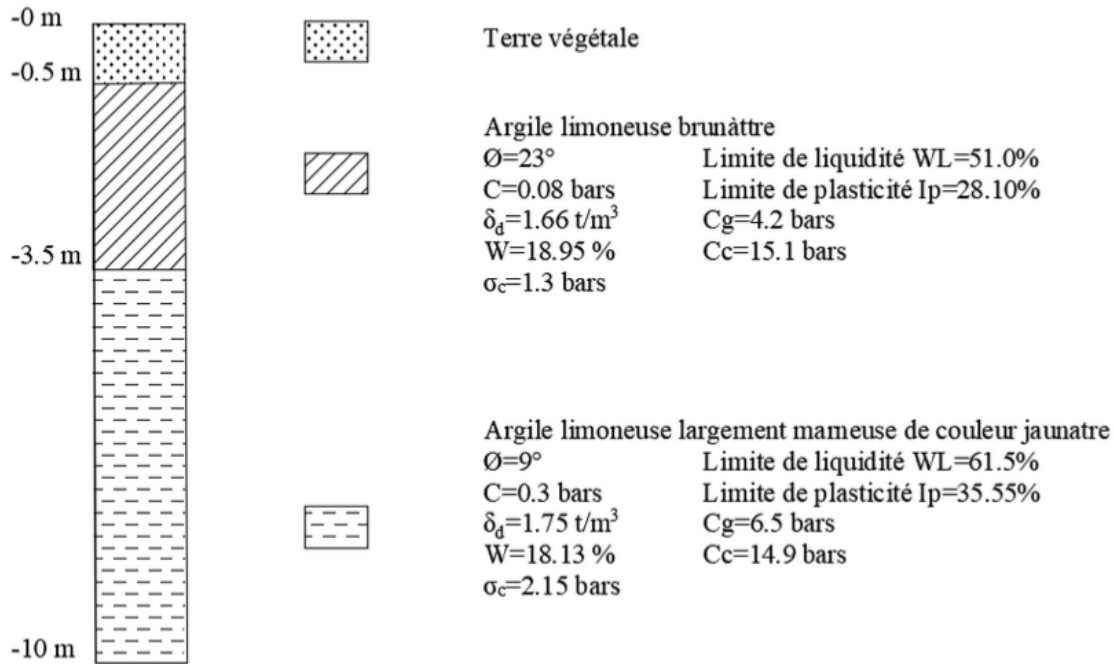 -0 m
Terre végétale
-0.5 m
Argile limoneuse brunàttre
Ø=23° Limite de liquidité WL=51.0%
C=0.08 bars Limite de plasticité Ip=28.10%
δd=1.66 t/m³ Cg=4.2 bars
-3.5 m
W=18.95 % Cc=15.1 bars
σc=1.3 bars
Argile limoneuse largement marneuse de couleur jaunatre
Ø=9° Limite de liquidité WL=61.5%
C=0.3 bars Limite de plasticité Ip=35.55%
δd=1.75 t/m³ Cg=6.5 bars
W=18.13 % Cc=14.9 bars
σc=2.15 bars
-10 m